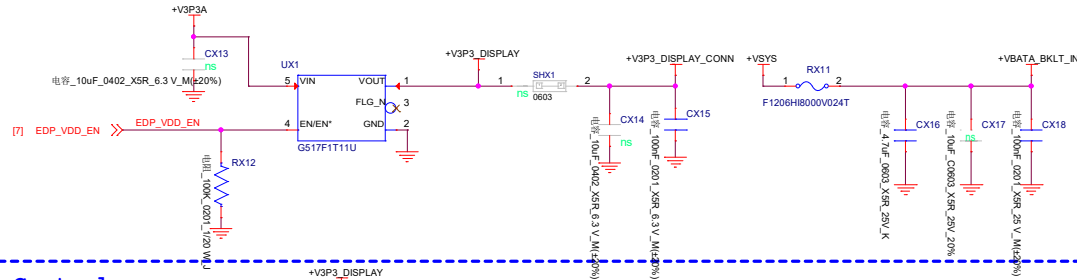 +V3P3A
CX13
ns
电容_10uF_0402_X5R_6.3 V_M(±20%)
UX1
5
VIN
VOUT
1
FLG_N
3
4
EN/EN*
GND
2
G517F1T11U
[7]
EDP_VDD_EN
EDP_VDD_EN
RX12
电阻_100K_0201_1/20 W_J
+V3P3_DISPLAY
1
SHX1
2
ns
0603
+V3P3_DISPLAY_CONN
CX14
ns
电容_10uF_0402_X5R_6.3 V_M(±20%)
CX15
电容_100nF_0201_X5R_6.3 V_M(±20%)
+VSYS
1
RX11
2
F1206HI8000V024T
+VBATA_BKLT_IN
CX16
电容_4.7uF_0603_X5R_25V_K
CX17
ns
电容_10uF_C0603_X5R_25V_20%
CX18
电容_100nF_0201_X5R_25 V_M(±20%)
+V3P3_DISPLAY